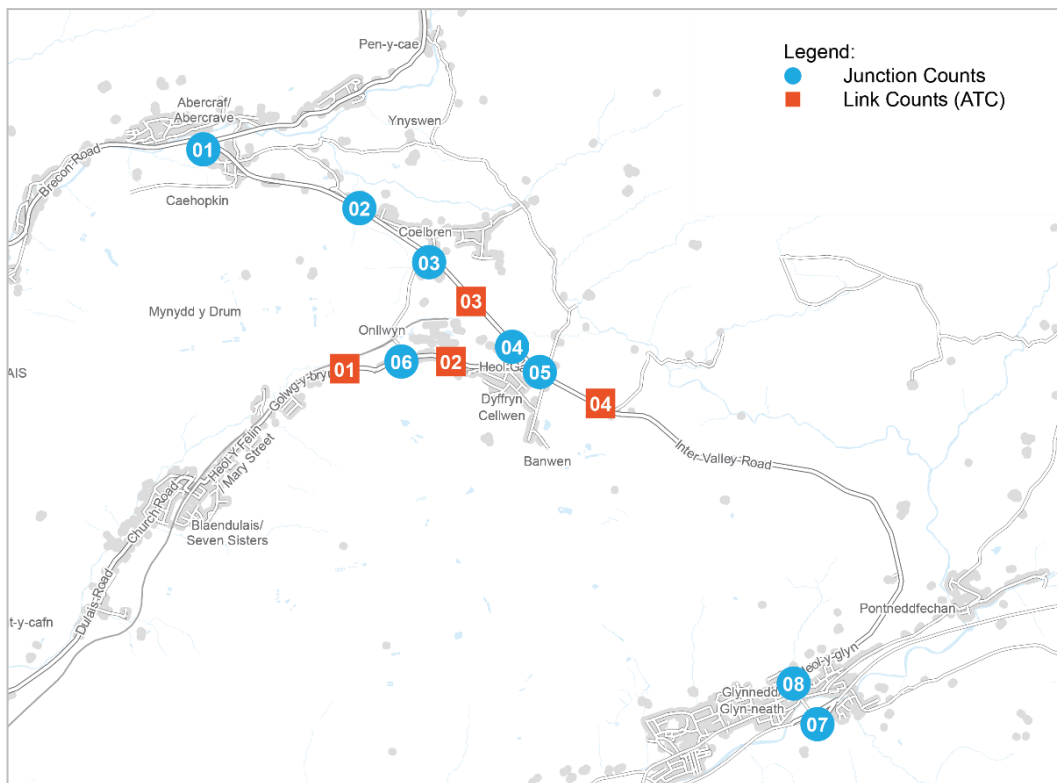 Legend:
Junction Counts
Link Counts (ATC)
Pen-y-cae
Abercraf/
Abercrave
Ynyswen
01
Brecon-Road
Caehopkin
02
Coelbren
03
03
Mynydd y Drum
Onllwyn
04
06
02
01
05
AIS
Golwg-y-bry
Heol-Ga
04
Dyffryn
Cellwen
Banwen
Inter Valley Road
Heol-Y-Felin
Mary Street
Church Road
Blaendulais/
Seven Sisters
Dulais-Road
t-y-cafn
Pontneddfechan
eol-y-glyn
08
Glynnedd/
Glyn-neath
07